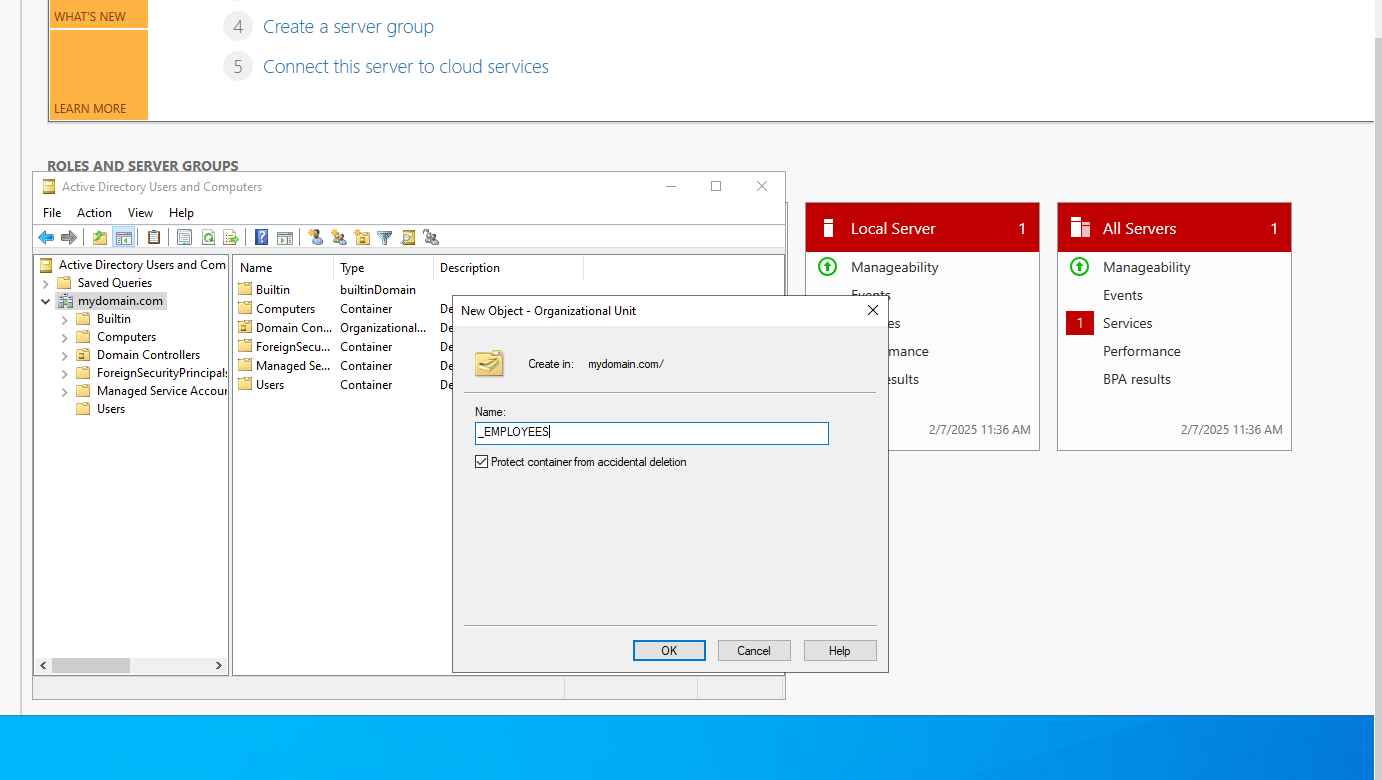 WHAT'S NEW
4 Create a server group
5 Connect this server to cloud services
LEARN MORE
ROLES AND SERVER GROUPS
Active Directory Users and Computers
File Action View Help
Active Directory Users and Com
Saved Queries
mydomain.com
Builtin
Computers
Domain Controllers
ForeignSecurityPrincipals
Managed Service Accour
Users
Name Type Description
Builtin builtinDomain
Computers Container De
Domain Con... Organizational... De
ForeignSecu... Container De
Managed Se... Container De
Users Container De
New Object - Organizational Unit
Create in: mydomain.com/
Name:
_EMPLOYEES
Protect container from accidental deletion
OK Cancel Help
Local Server 1
Manageability
Events
es
mance
sults
2/7/2025 11:36 AM
All Servers 1
Manageability
Events
1 Services
Performance
BPA results
2/7/2025 11:36 AM